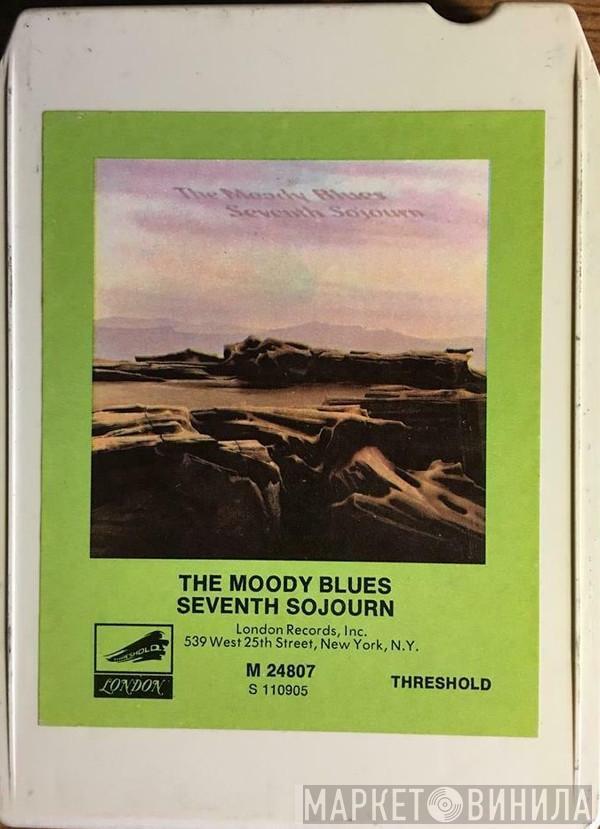 The Moody Blues
Seventh Sojourn
THE MOODY BLUES
SEVENTH SOJOURN
London Records, Inc.
539 West 25th Street, New York, N.Y.
M 24807
S 110905
THRESHOLD
THRESHOLD
LONDON
МАРКЕТ ВИНИЛА